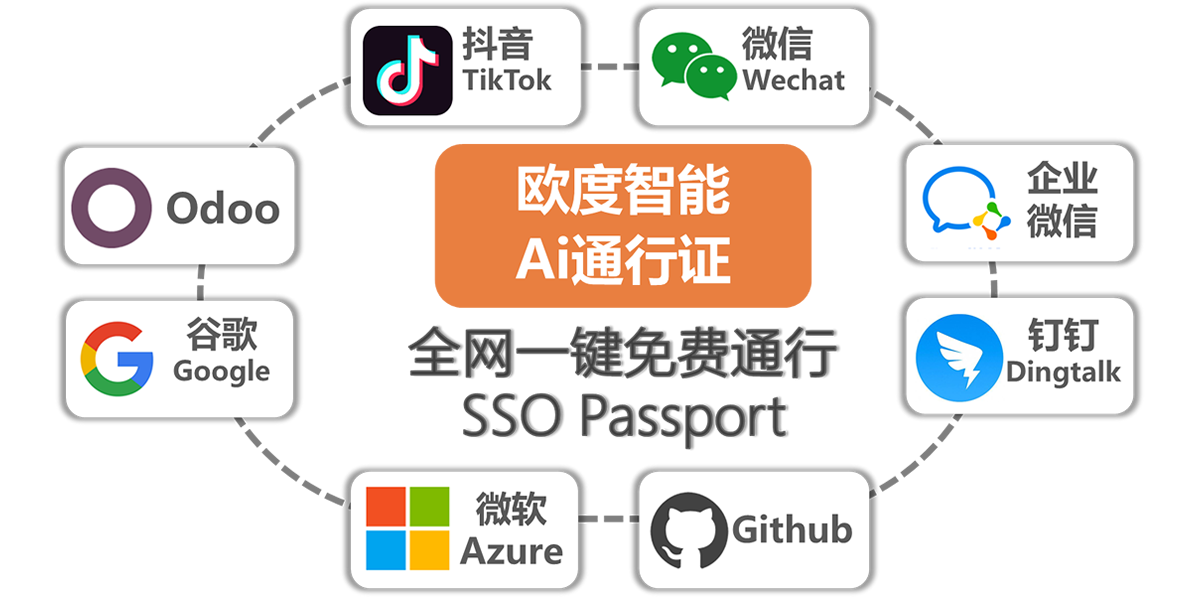 抖音
TikTok
微信
Wechat
Odoo
欧度智能
Ai通行证
企业
微信
谷歌
Google
全网一键免费通行
SSO Passport
钉钉
Dingtalk
微软
Azure
Github